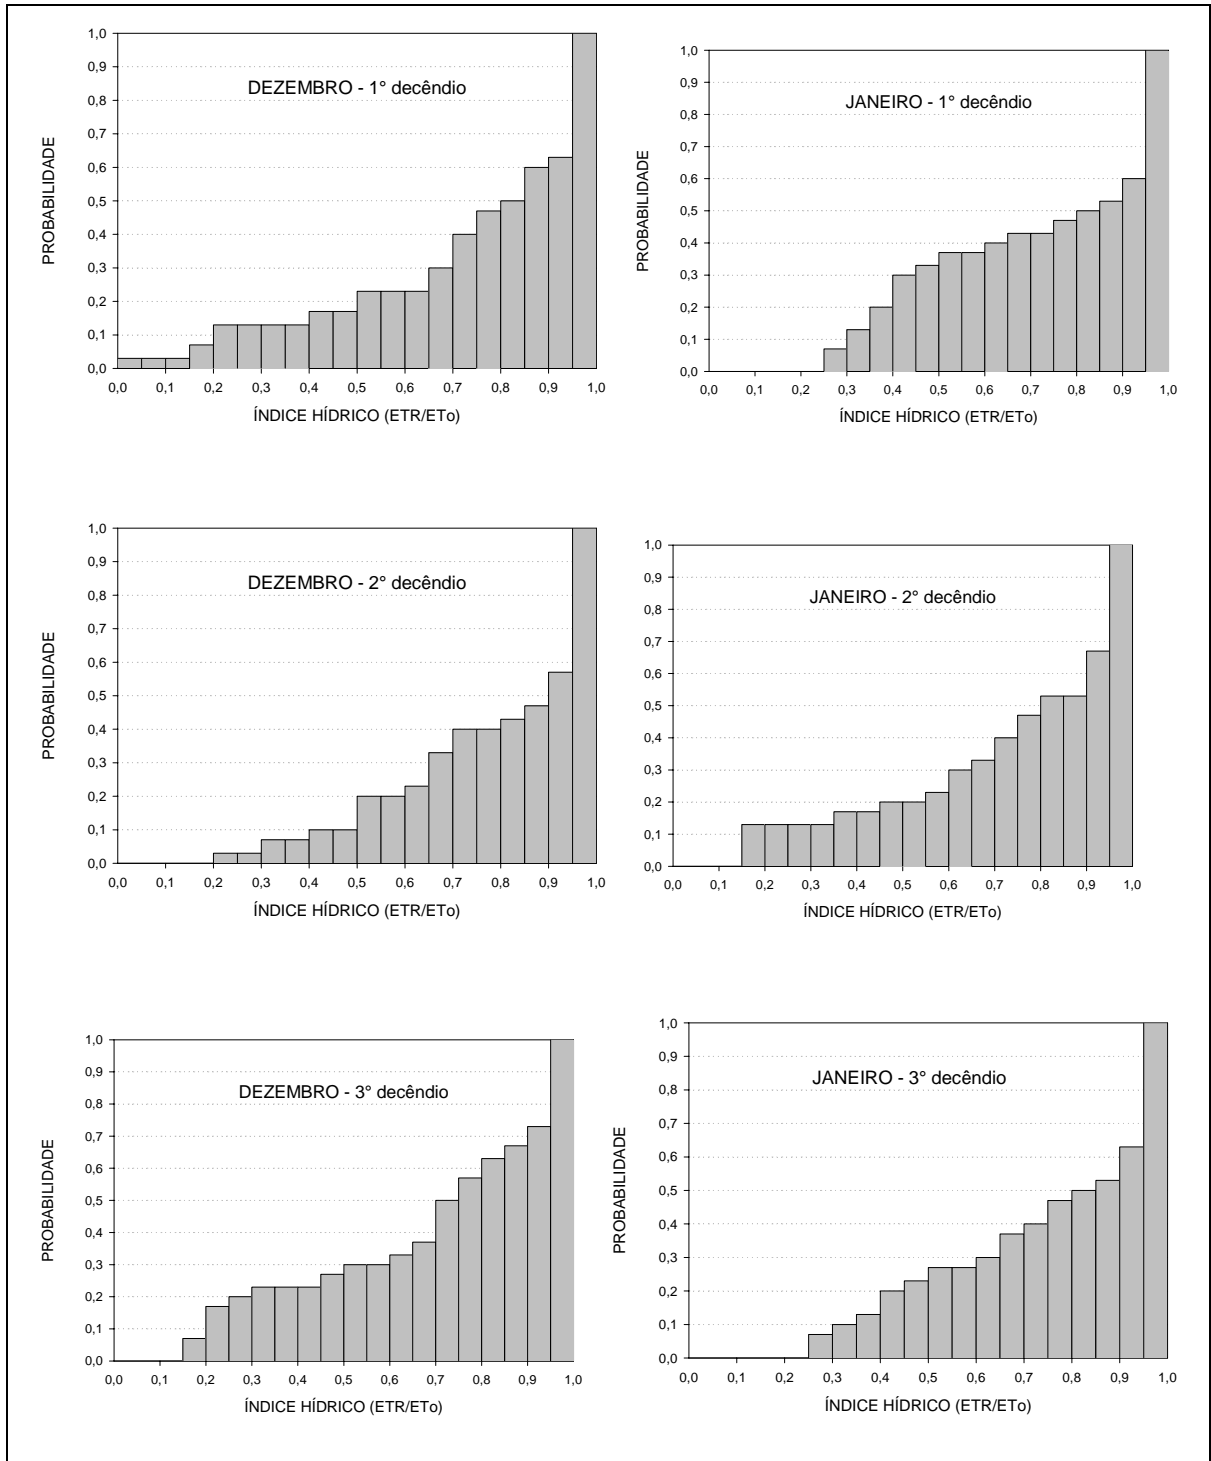 DEZEMBRO - 1° decêndio
PROBABILIDADE
1,0
0,9
0,8
0,7
0,6
0,5
0,4
0,3
0,2
0,1
0,0
0,0 0,1 0,2 0,3 0,4 0,5 0,6 0,7 0,8 0,9 1,0
ÍNDICE HÍDRICO (ETR/ETo)
JANEIRO - 1° decêndio
PROBABILIDADE
1,0
0,9
0,8
0,7
0,6
0,5
0,4
0,3
0,2
0,1
0,0
0,0 0,1 0,2 0,3 0,4 0,5 0,6 0,7 0,8 0,9 1,0
ÍNDICE HÍDRICO (ETR/ETo)
DEZEMBRO - 2° decêndio
PROBABILIDADE
1,0
0,9
0,8
0,7
0,6
0,5
0,4
0,3
0,2
0,1
0,0
0,0 0,1 0,2 0,3 0,4 0,5 0,6 0,7 0,8 0,9 1,0
ÍNDICE HÍDRICO (ETR/ETo)
JANEIRO - 2° decêndio
1,0
0,9
0,8
0,7
0,6
0,5
0,4
0,3
0,2
0,1
0,0
0,0 0,1 0,2 0,3 0,4 0,5 0,6 0,7 0,8 0,9 1,0
ÍNDICE HÍDRICO (ETR/ETo)
DEZEMBRO - 3° decêndio
PROBABILIDADE
1,0
0,9
0,8
0,7
0,6
0,5
0,4
0,3
0,2
0,1
0,0
0,0 0,1 0,2 0,3 0,4 0,5 0,6 0,7 0,8 0,9 1,0
ÍNDICE HÍDRICO (ETR/ETo)
JANEIRO - 3° decêndio
PROBABILIDADE
1,0
0,9
0,8
0,7
0,6
0,5
0,4
0,3
0,2
0,1
0,0
0,0 0,1 0,2 0,3 0,4 0,5 0,6 0,7 0,8 0,9 1,0
ÍNDICE HÍDRICO (ETR/ETo)